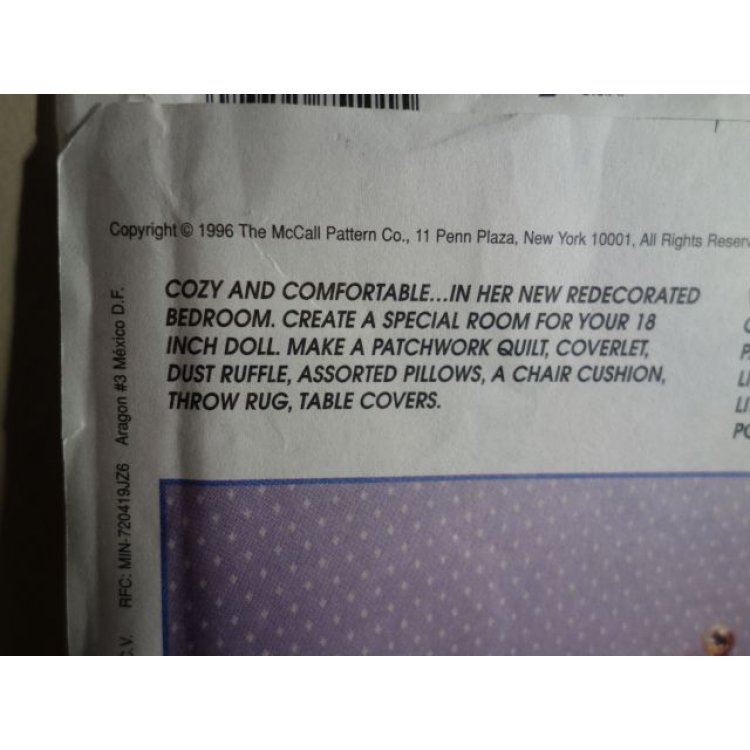 Copyright © 1996 The McCall Pattern Co., 11 Penn Plaza, New York 10001, All Rights Reserv
COZY AND COMFORTABLE...IN HER NEW REDECORATED
BEDROOM. CREATE A SPECIAL ROOM FOR YOUR 18
INCH DOLL. MAKE A PATCHWORK QUILT, COVERLET,
DUST RUFFLE, ASSORTED PILLOWS, A CHAIR CUSHION,
THROW RUG, TABLE COVERS.
C.V. RFC: MIN-720419JZ6 Aragon #3 México D.F.